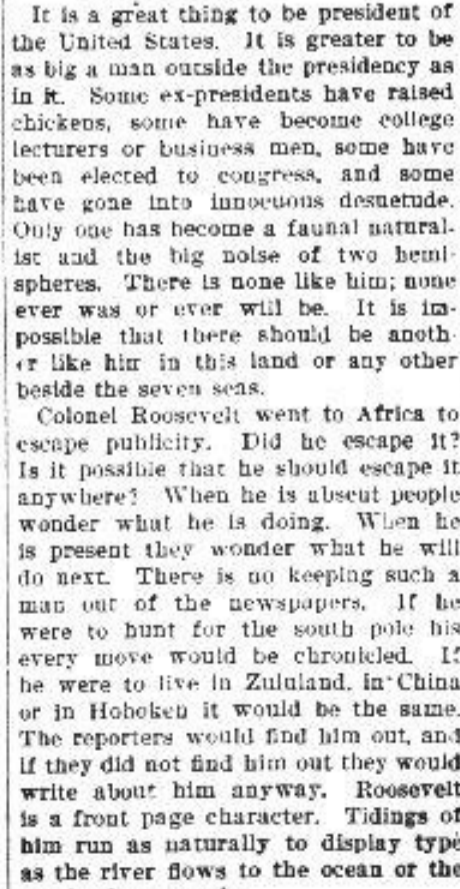 It is a great thing to be president of
the United States. It is greater to be
as big a man outside the presidency as
in it. Some ex-presidents have raised
chickens, some have become college
lecturers or business men, some have
been elected to congress, and some
have gone into innocuous desuetude.
Only one has become a faunal natural-
ist and the big noise of two hemi-
spheres. There is none like him; none
ever was or ever will be. It is im-
possible that there should be anoth-
er like him in this land or any other
beside the seven seas.
Colonel Roosevelt went to Africa to
escape publicity. Did he escape it?
Is it possible that he should escape it
anywhere? When he is absent people
wonder what he is doing. When he
is present they wonder what he will
do next. There is no keeping such a
man out of the newspapers. If he
were to hunt for the south pole his
every move would be chronicled. If
he were to live in Zululand, in China
or in Hoboken it would be the same.
The reporters would find him out, and
if they did not find him out they would
write about him anyway. Roosevelt
is a front page character. Tidings of
him run as naturally to display type
as the river flows to the ocean or the